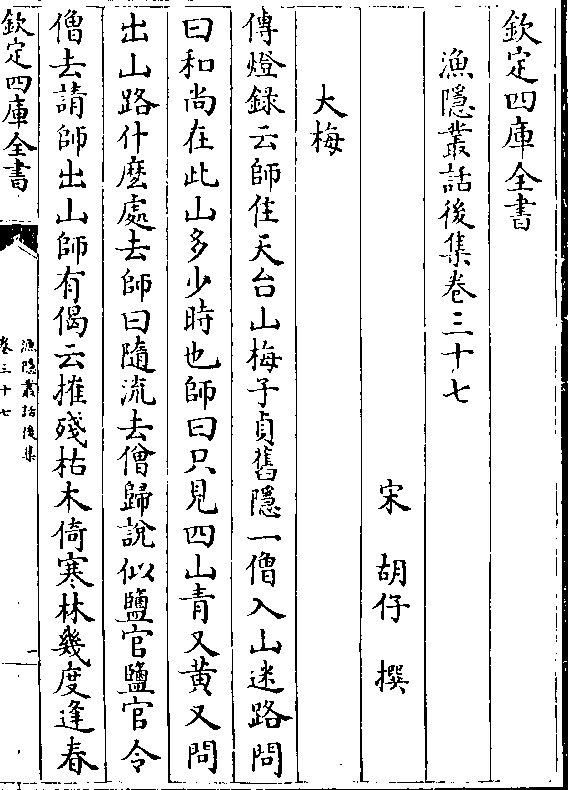 欽定四庫全書
漁隱叢話後集卷三十七
宋　胡仔　撰
大梅
傳燈録云師住天台山梅子貞舊隱一僧入山迷路問
曰和尚在此山多少時也師曰只見四山青又黄又問
出山路什麽處去師曰隨流去僧歸說似鹽官鹽官令
僧去請師出山師有偈云摧殘枯木倚寒林幾度逢春
欽定四庫全書
漁隱叢話後集
卷三十七
一